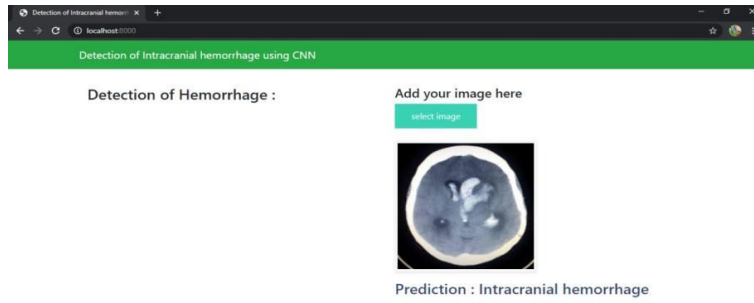 Detection of Intracranial hemorrh
localhost:8000
Detection of Intracranial hemorrhage using CNN
Detection of Hemorrhage :
Add your image here
select image
Prediction : Intracranial hemorrhage